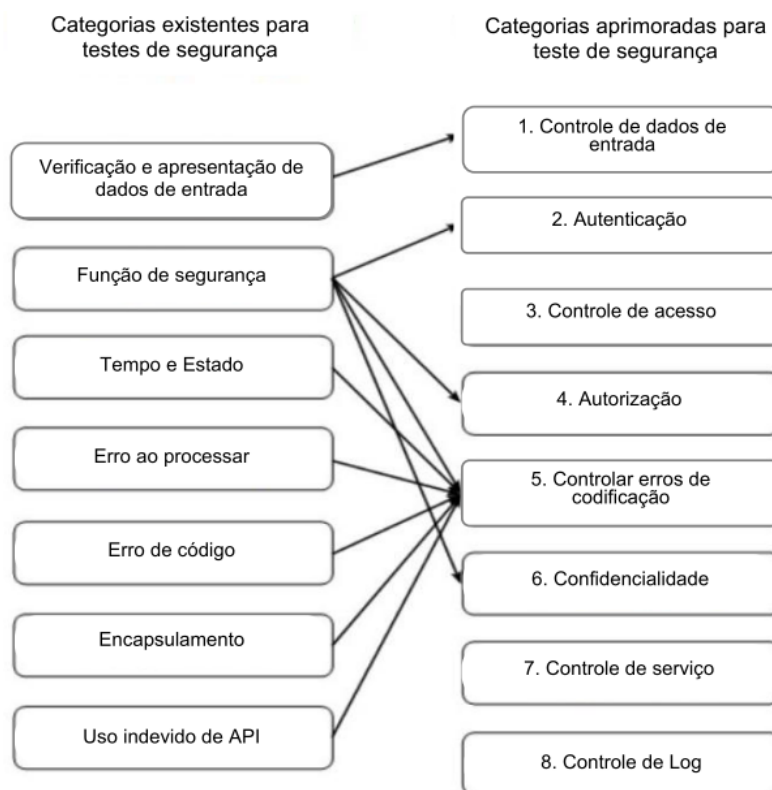 Categorias existentes para
testes de segurança
Categorias aprimoradas para
teste de segurança
Verificação e apresentação de
dados de entrada
Função de segurança
Tempo e Estado
Erro ao processar
Erro de código
Encapsulamento
Uso indevido de API
1. Controle de dados de
entrada
2. Autenticação
3. Controle de acesso
4. Autorização
5. Controlar erros de
codificação
6. Confidencialidade
7. Controle de serviço
8. Controle de Log